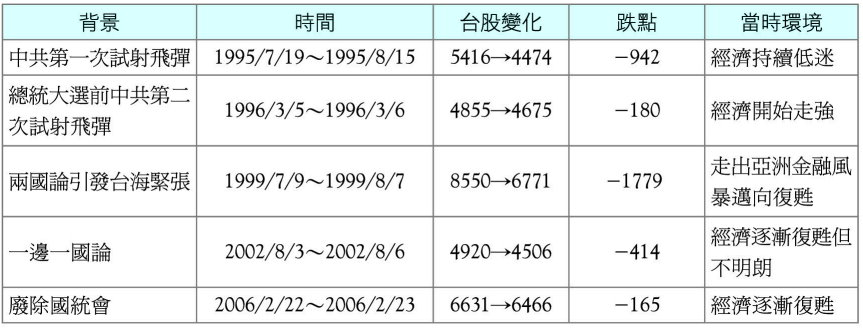 背景 時間 台股變化 跌點 當時環境
中共第一次試射飛彈 1995/7/19～1995/8/15 5416→4474 −942 經濟持續低迷
總統大選前中共第二
次試射飛彈 1996/3/5～1996/3/6 4855→4675 −180 經濟開始走強
兩國論引發台海緊張 1999/7/9～1999/8/7 8550→6771 −1779 走出亞洲金融風
暴邁向復甦
一邊一國論 2002/8/3～2002/8/6 4920→4506 −414 經濟逐漸復甦但
不明朗
廢除國統會 2006/2/22～2006/2/23 6631→6466 −165 經濟逐漸復甦